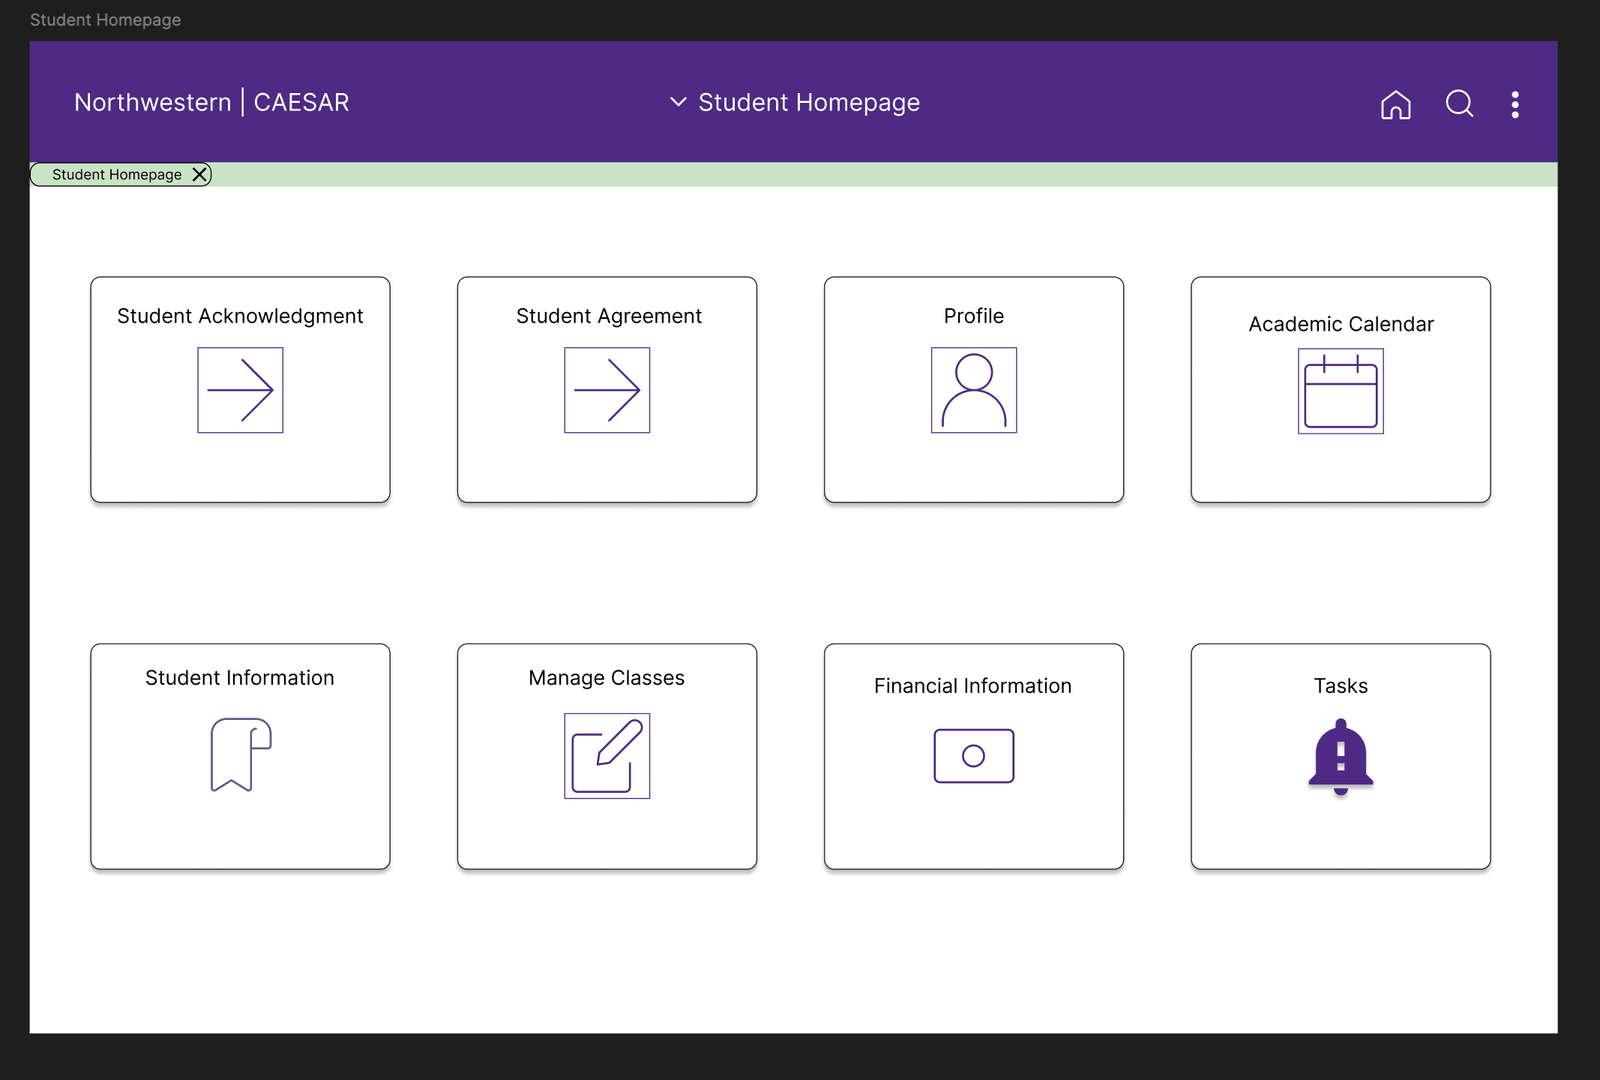 Student Homepage
Northwestern | CAESAR
Student Homepage
Student Homepage
Student Acknowledgment
Student Agreement
Profile
Academic Calendar
Student Information
Manage Classes
Financial Information
Tasks